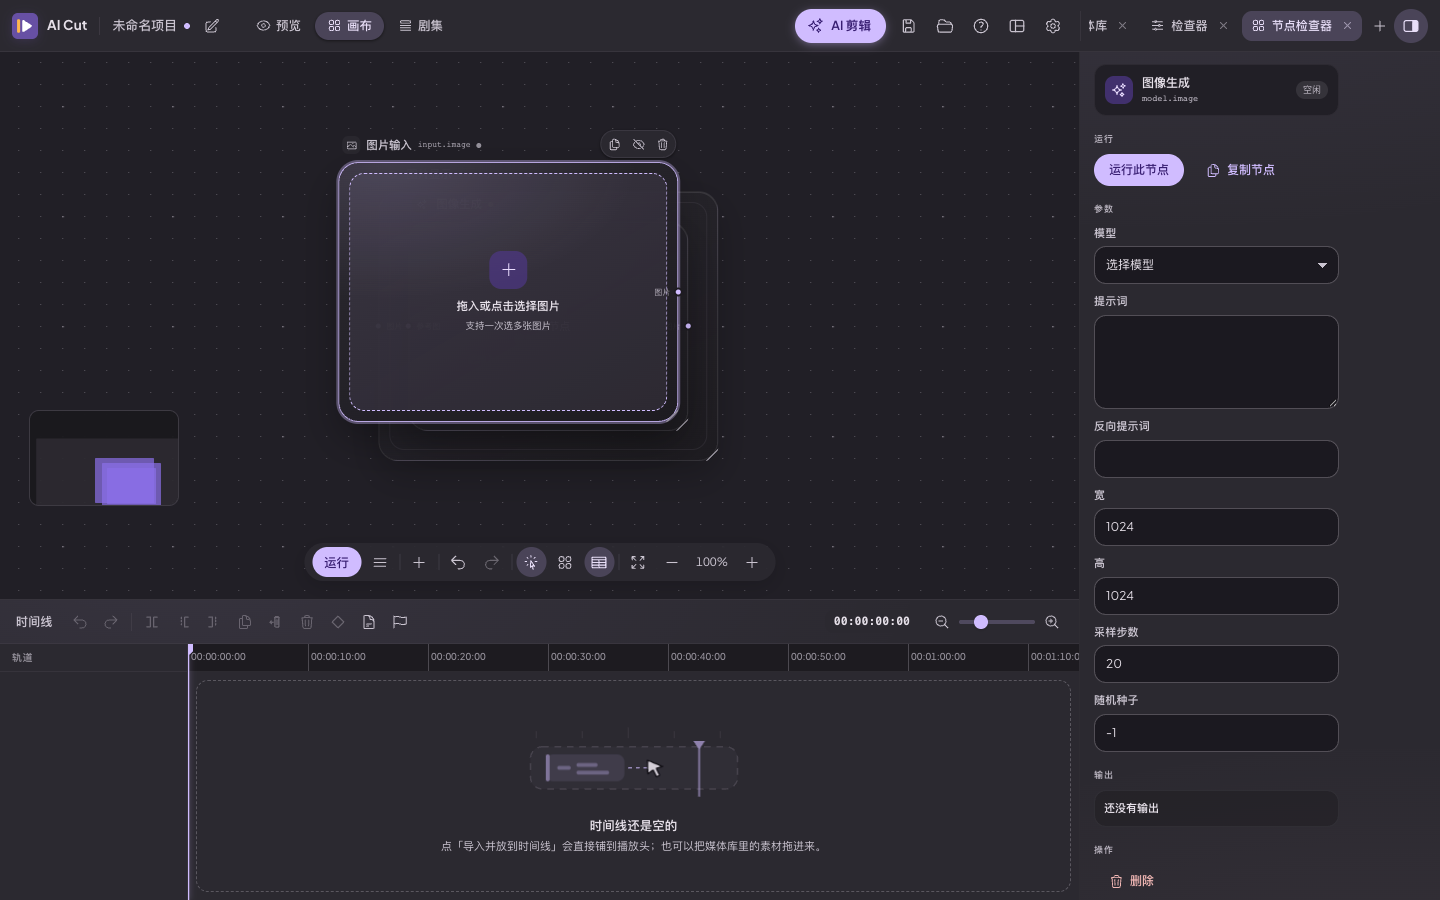 AI Cut
未命名项目
预览
画布
剧集
AI 剪辑
体库
检查器
节点检查器
图片输入 input.image
图片
拖入或点击选择图片
支持一次选多张图片
运行
100%
图像生成
model.image
空闲
运行
运行此节点
复制节点
参数
模型
选择模型
提示词
反向提示词
宽
1024
高
1024
采样步数
20
随机种子
-1
输出
还没有输出
操作
删除
时间线
00:00:00:00
轨道
00:00:00:00
00:00:10:00
00:00:20:00
00:00:30:00
00:00:40:00
00:00:50:00
00:01:00:00
00:01:10:0
时间线还是空的
点「导入并放到时间线」会直接铺到播放头；也可以把媒体库里的素材拖进来。